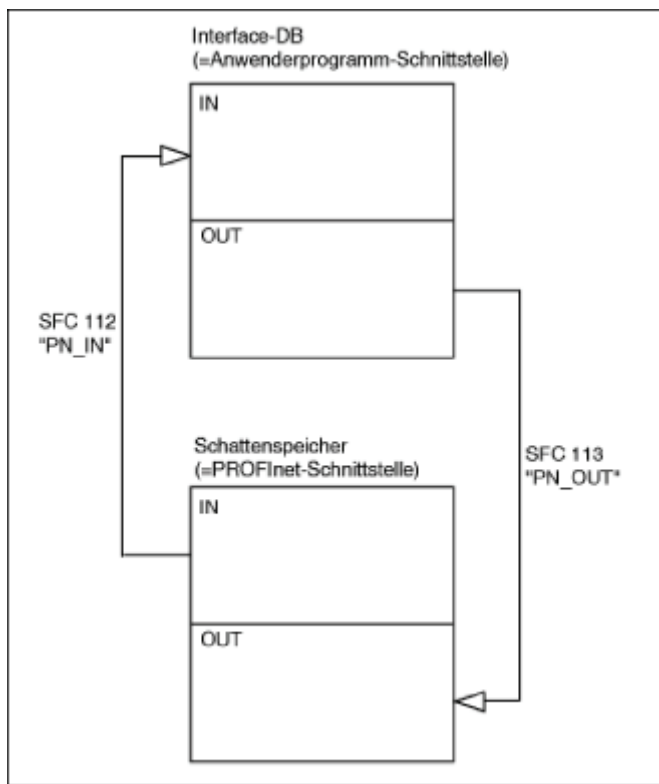 Interface-DB
(=Anwenderprogramm-Schnittstelle)
IN
OUT
SFC 112
"PN_IN"
Schattenspeicher
(=PROFInet-Schnittstelle)
SFC 113
"PN_OUT"
IN
OUT